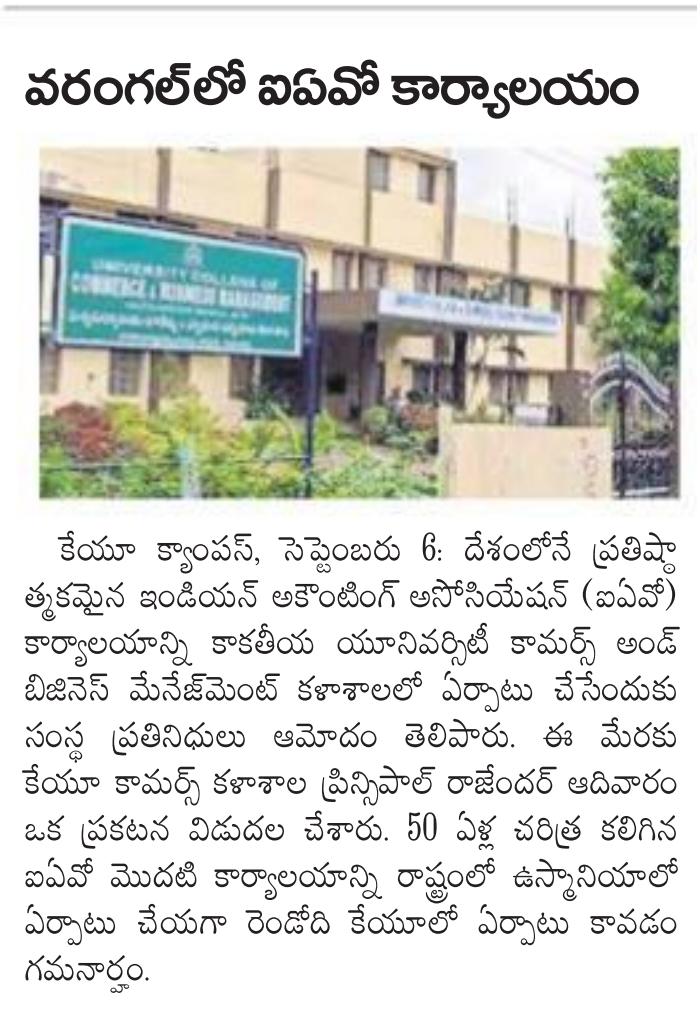 వరంగల్‌లో ఐఏవో కార్యాలయం
UNIVERSITY COLLEGE OF
COMMERCE & BUSINESS MANAGEMENT
కేయూ క్యాంపస్, సెప్టెంబరు 6: దేశంలోనే ప్రతిష్ఠా
త్మకమైన ఇండియన్ అకౌంటింగ్ అసోసియేషన్ (ఐఏవో)
కార్యాలయాన్ని కాకతీయ యూనివర్సిటీ కామర్స్ అండ్
బిజినెస్ మేనేజ్‌మెంట్ కళాశాలలో ఏర్పాటు చేసేందుకు
సంస్థ ప్రతినిధులు ఆమోదం తెలిపారు. ఈ మేరకు
కేయూ కామర్స్ కళాశాల ప్రిన్సిపాల్ రాజేందర్ ఆదివారం
ఒక ప్రకటన విడుదల చేశారు. 50 ఏళ్ల చరిత్ర కలిగిన
ఐఏవో మొదటి కార్యాలయాన్ని రాష్ట్రంలో ఉస్మానియాలో
ఏర్పాటు చేయగా రెండోది కేయూలో ఏర్పాటు కావడం
గమనార్హం.